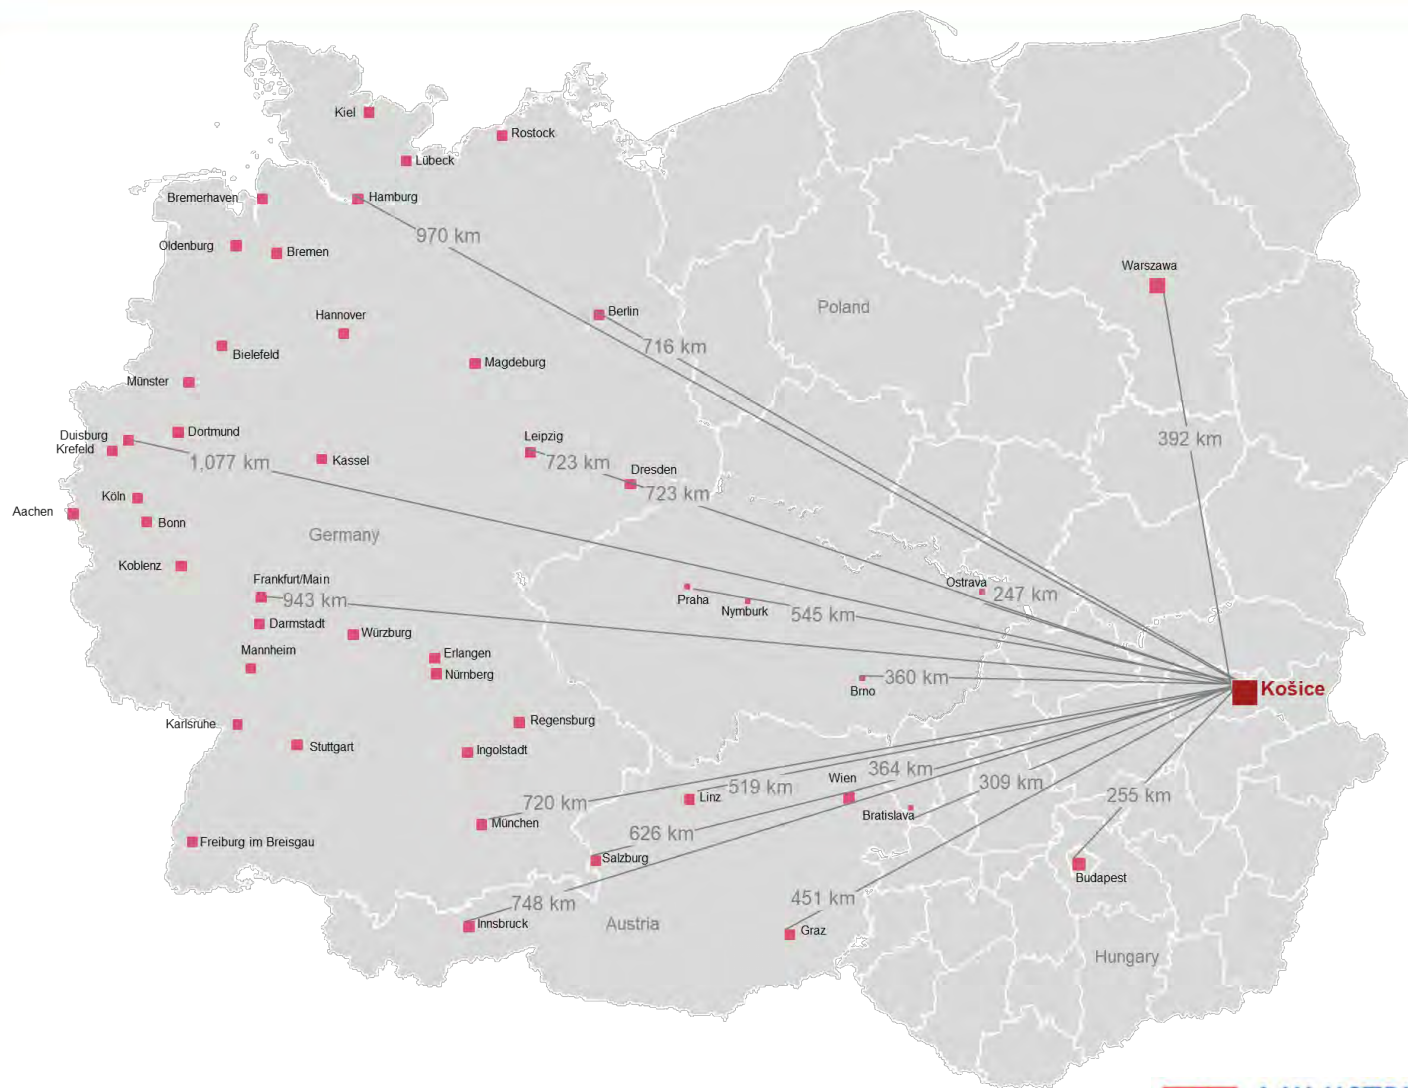 Kiel
Rostock
Lübeck
Bremerhaven
Hamburg
970 km
Oldenburg
Bremen
Warszawa
Hannover
Berlin
Poland
716 km
Bielefeld
Magdeburg
Münster
Duisburg
Krefeld
Dortmund
1,077 km
Kassel
Leipzig
723 km
Dresden
723 km
392 km
Köln
Aachen
Bonn
Germany
Koblenz
Frankfurt/Main
943 km
Darmstadt
Würzburg
Praha
Nymburk
545 km
Ostrava
247 km
Mannheim
Erlangen
Nürnberg
Brno
360 km
Košice
Karlsruhe
Stuttgart
Regensburg
Ingolstadt
720 km
München
519 km
Linz
Wien
364 km
Bratislava
309 km
255 km
Freiburg im Breisgau
626 km
Salzburg
Budapest
748 km
Innsbruck
Austria
451 km
Graz
Hungary